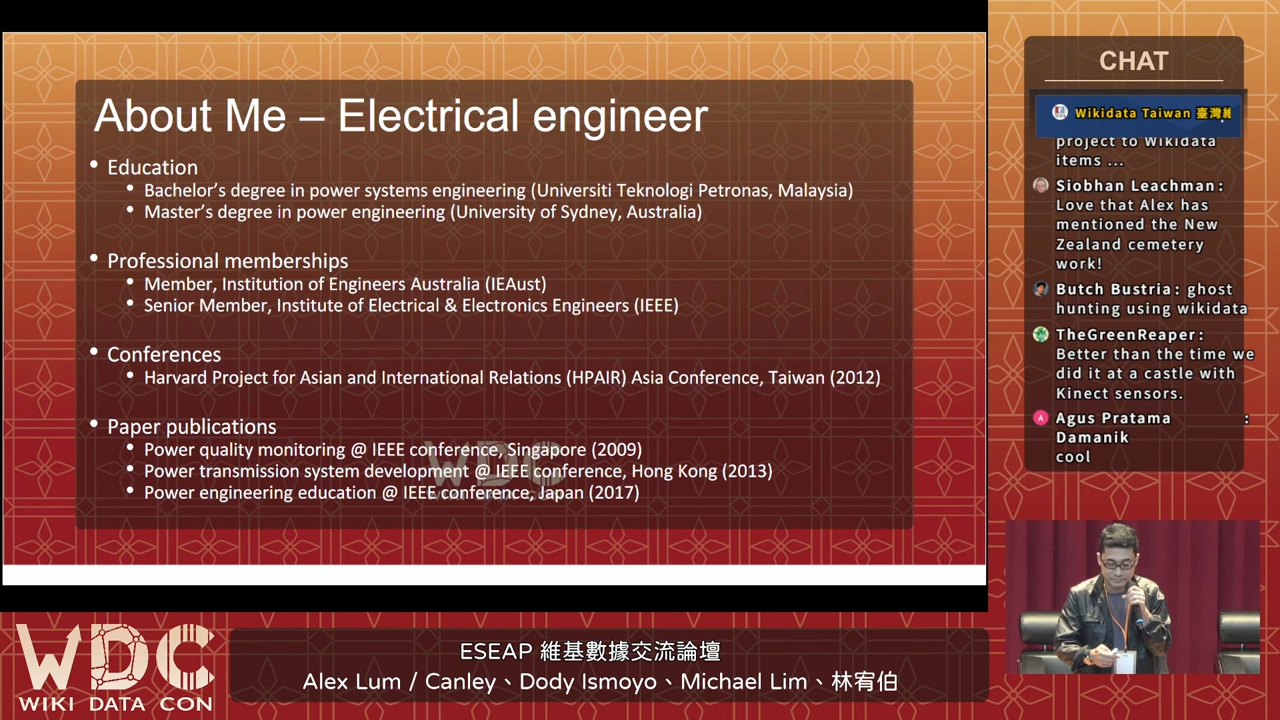 About Me – Electrical engineer
• Education
• Bachelor's degree in power systems engineering (Universiti Teknologi Petronas, Malaysia)
• Master's degree in power engineering (University of Sydney, Australia)
• Professional memberships
• Member, Institution of Engineers Australia (IEAust)
• Senior Member, Institute of Electrical & Electronics Engineers (IEEE)
• Conferences
• Harvard Project for Asian and International Relations (HPAIR) Asia Conference, Taiwan (2012)
• Paper publications
• Power quality monitoring @ IEEE conference, Singapore (2009)
• Power transmission system development @ IEEE conference, Hong Kong (2013)
• Power engineering education @ IEEE conference, Japan (2017)
WDC
CHAT
Wikidata Taiwan 臺灣維
project to Wikidata
items ...
Siobhan Leachman:
Love that Alex has
mentioned the New
Zealand cemetery
work!
Butch Bustria: ghost
hunting using wikidata
TheGreenReaper:
Better than the time we
did it at a castle with
Kinect sensors.
A
Agus Pratama :
Damanik
cool
WDC
WIKI DATA CON
ESEAP 維基數據交流論壇
Alex Lum / Canley、Dody Ismoyo、Michael Lim、林宥伯